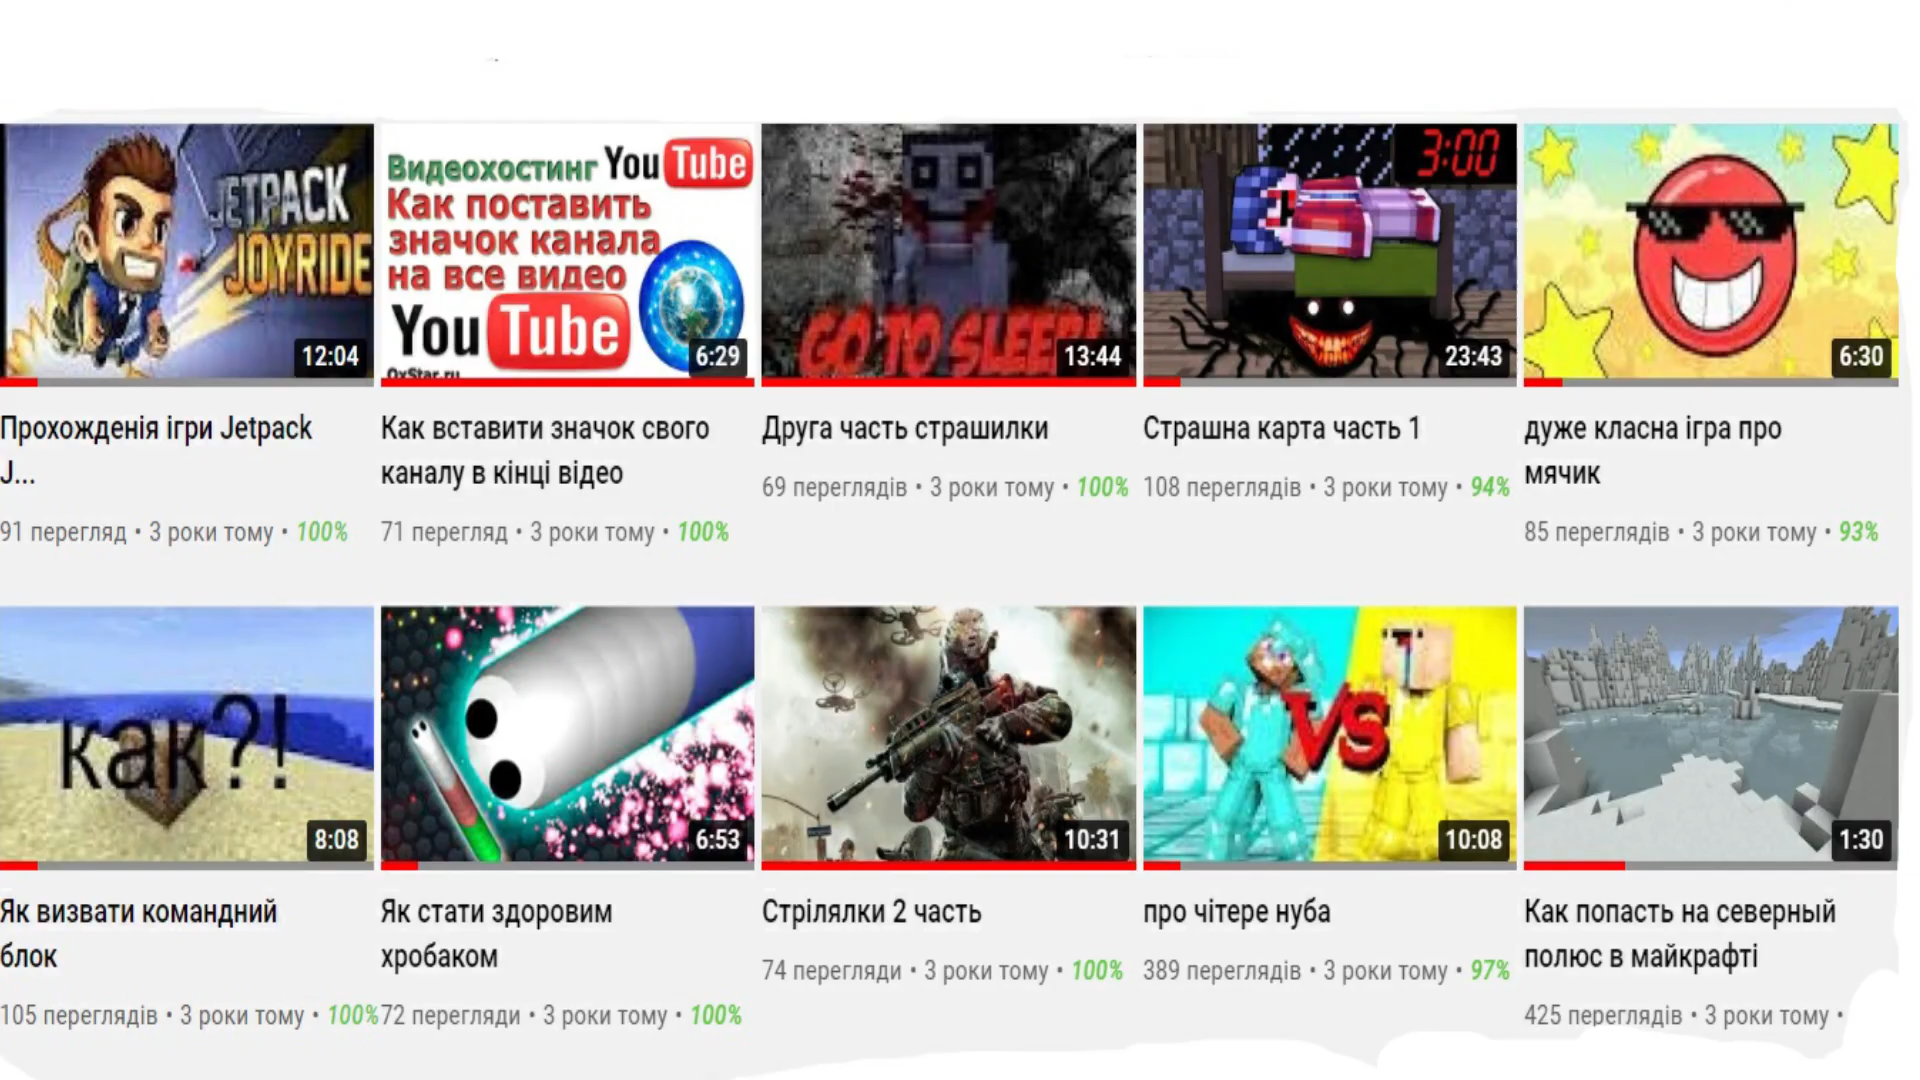 JETPACK
JOYRIDE
12:04
Прохожденія ігри Jetpack
J...
91 перегляд • 3 роки тому • 100%
Видеохостинг YouTube
Как поставить
значок канала
на все видео
YouTube
OxStar.ru
6:29
Как вставити значок свого
каналу в кінці відео
71 перегляд • 3 роки тому • 100%
GO TO SLEEP!
13:44
Друга часть страшилки
69 переглядів • 3 роки тому • 100%
3:00
23:43
Страшна карта часть 1
108 переглядів • 3 роки тому • 94%
6:30
дуже класна ігра про
мячик
85 переглядів • 3 роки тому • 93%
как?!
8:08
Як визвати командний
блок
105 переглядів • 3 роки тому • 100%
6:53
Як стати здоровим
хробаком
72 перегляди • 3 роки тому • 100%
10:31
Стрілялки 2 часть
74 перегляди • 3 роки тому • 100%
VS
10:08
про чітере нуба
389 переглядів • 3 роки тому • 97%
1:30
Как попасть на северный
полюс в майкрафті
425 переглядів • 3 роки тому •